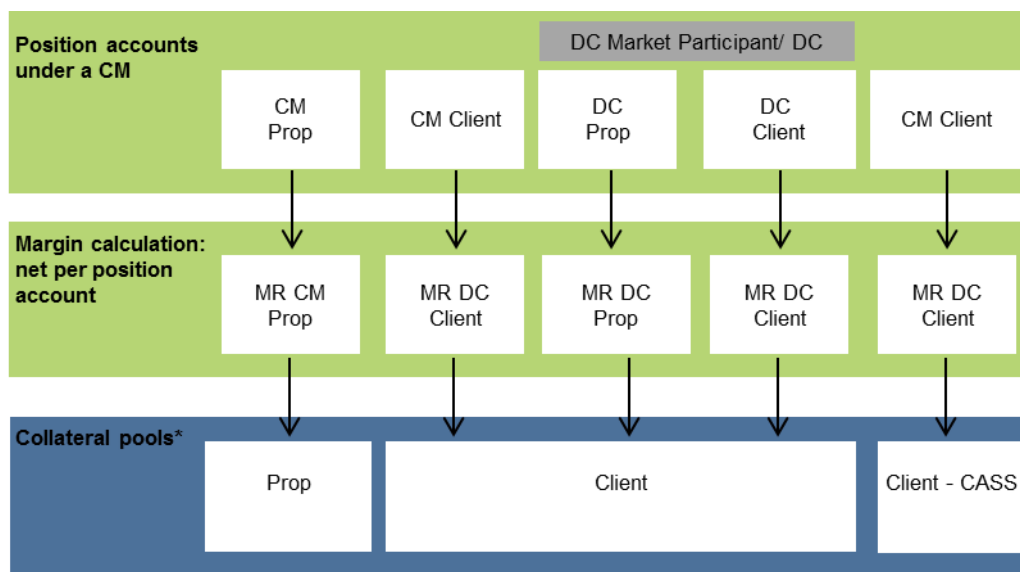 Position accounts
under a CM
DC Market Participant/ DC
CM
Prop
CM Client
DC
Prop
DC
Client
CM Client
Margin calculation:
net per position
account
MR CM
Prop
MR DC
Client
MR DC
Prop
MR DC
Client
MR DC
Client
Collateral pools*
Prop
Client
Client - CASS